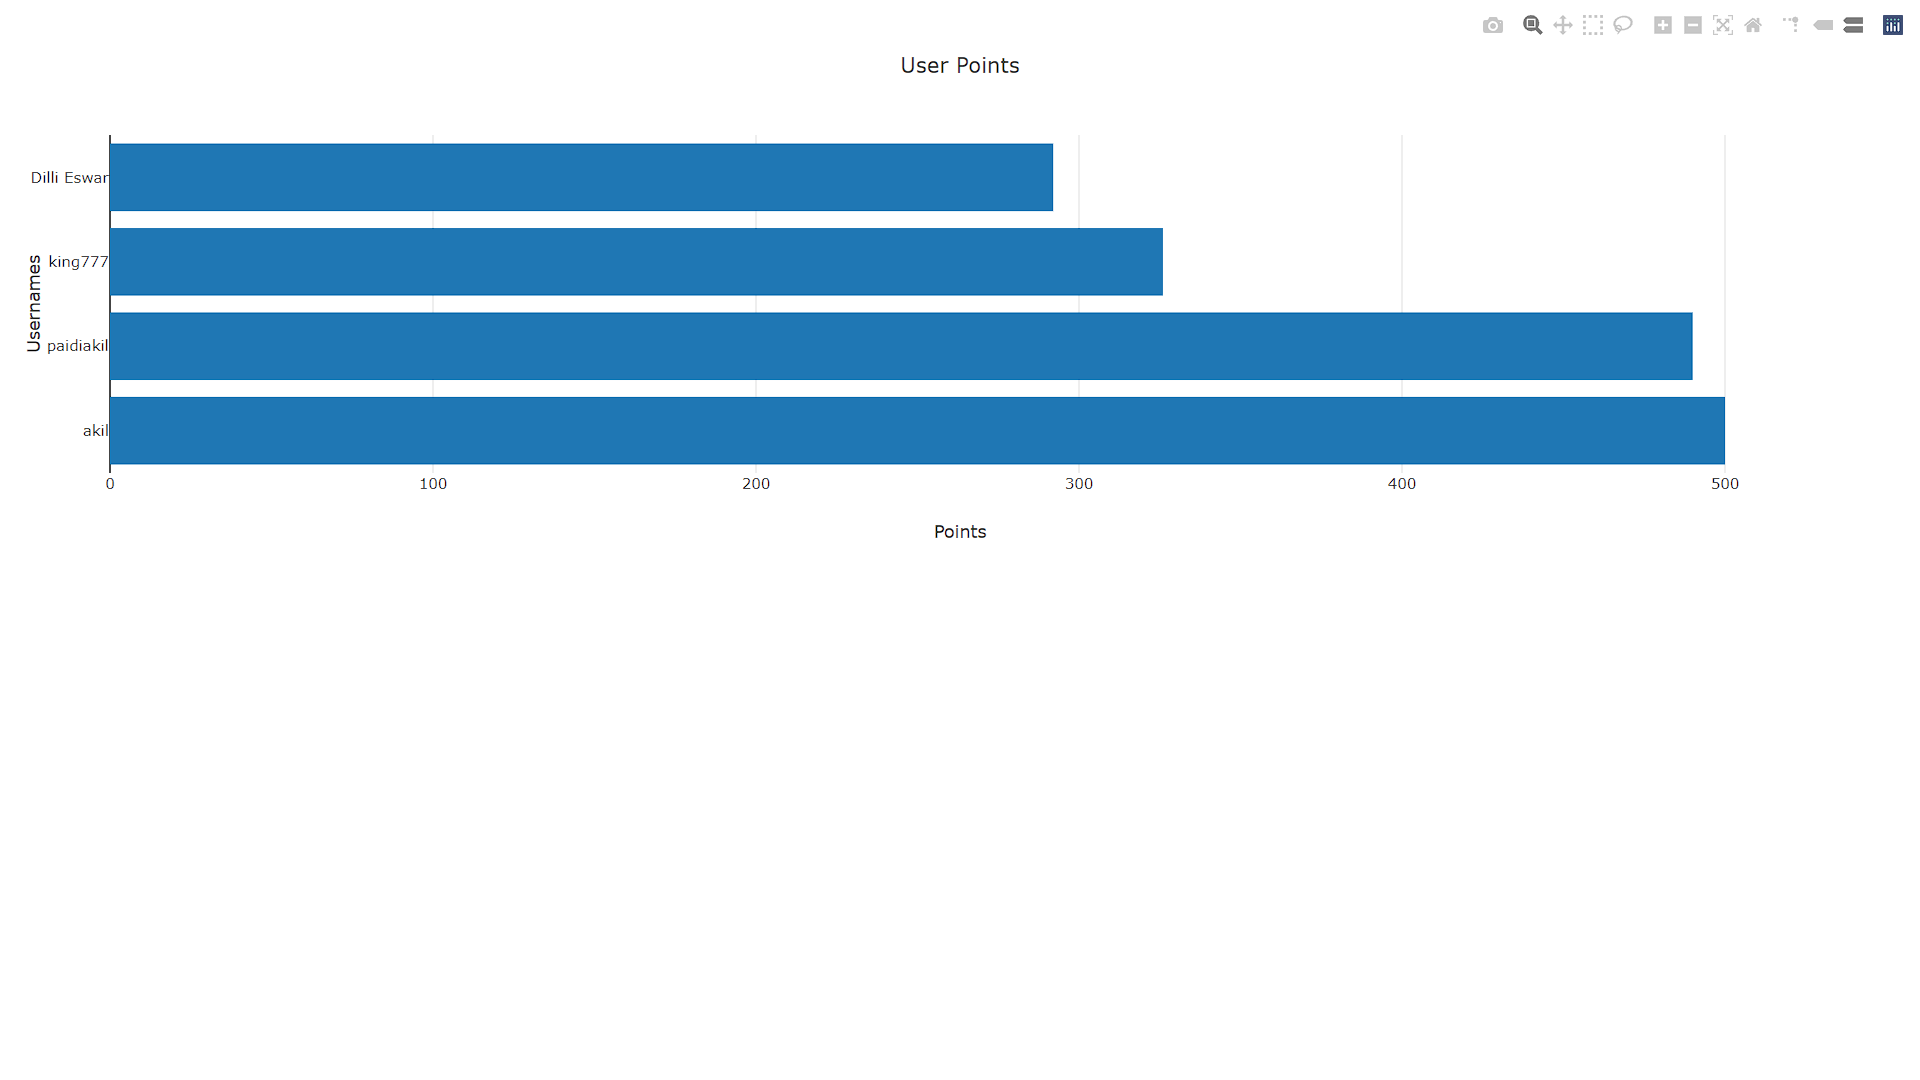 User Points
Dilli Eswar
king777
paidiakil
akil
Usernames
0 100 200 300 400 500
Points